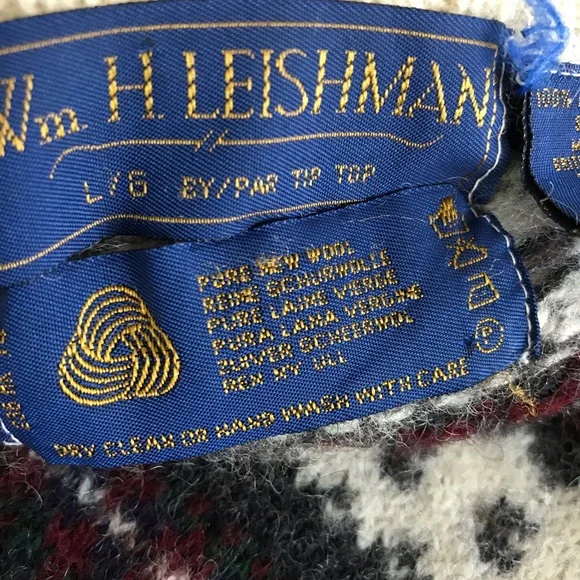 Wm. H. LEISHMAN
L/G BY/PAR TIP TOP
100%
PURE NEW WOOL
REINE SCHURWOLLE
PURE LAINE VIERGE
PURA LANA VERGINE
ZUIVER SCHEERWOL
REN NY ULL
DRY CLEAN OR HAND WASH WITH CARE
P